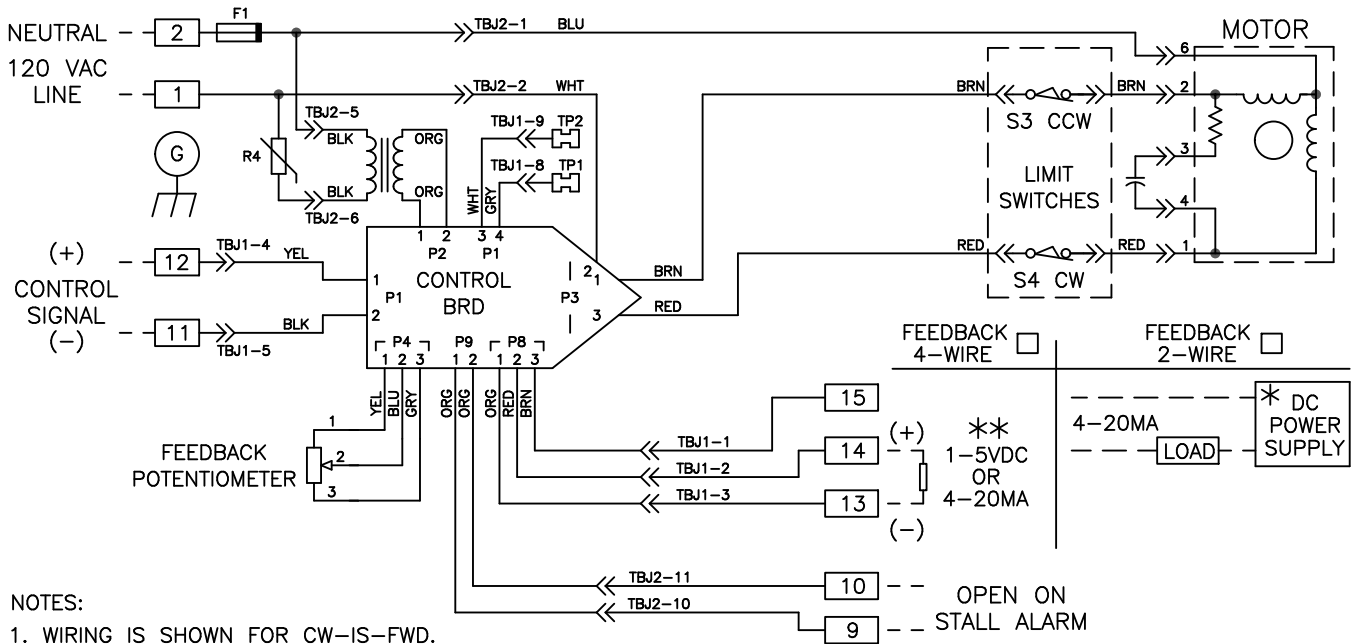 F1
NEUTRAL 2 TBJ2-1 BLU MOTOR
6
120 VAC
LINE 1 TBJ2-2 WHT BRN BRN 2
TBJ2-5 TBJ1-9 TP2 S3 CCW
BLK ORG
G R4 TBJ1-8 TP1 LIMIT 3
SWITCHES
BLK ORG WHT GRY 4
TBJ2-6
1 2 3 4 RED RED 1
P2 P1
(+) 12 TBJ1-4 YEL S4 CW
CONTROL
SIGNAL
(-) 11 TBJ1-5 BLK
1 P1 2
CONTROL
BRD
2 1 P3 3
BRN
RED
P4 P9 P8
1 2 3 1 2 1 2 3
YEL BLU GRY ORG ORG ORG RED BRN
FEEDBACK
4-WIRE
FEEDBACK
2-WIRE
FEEDBACK
POTENTIOMETER
1
2
3
15 TBJ1-1
14 TBJ1-2 (+)
13 TBJ1-3 (-)
**
1-5VDC
OR
4-20MA
4-20MA
LOAD
* DC
POWER
SUPPLY
TBJ2-11 10
TBJ2-10 9
OPEN ON
STALL ALARM
NOTES:
1. WIRING IS SHOWN FOR CW-IS-FWD.